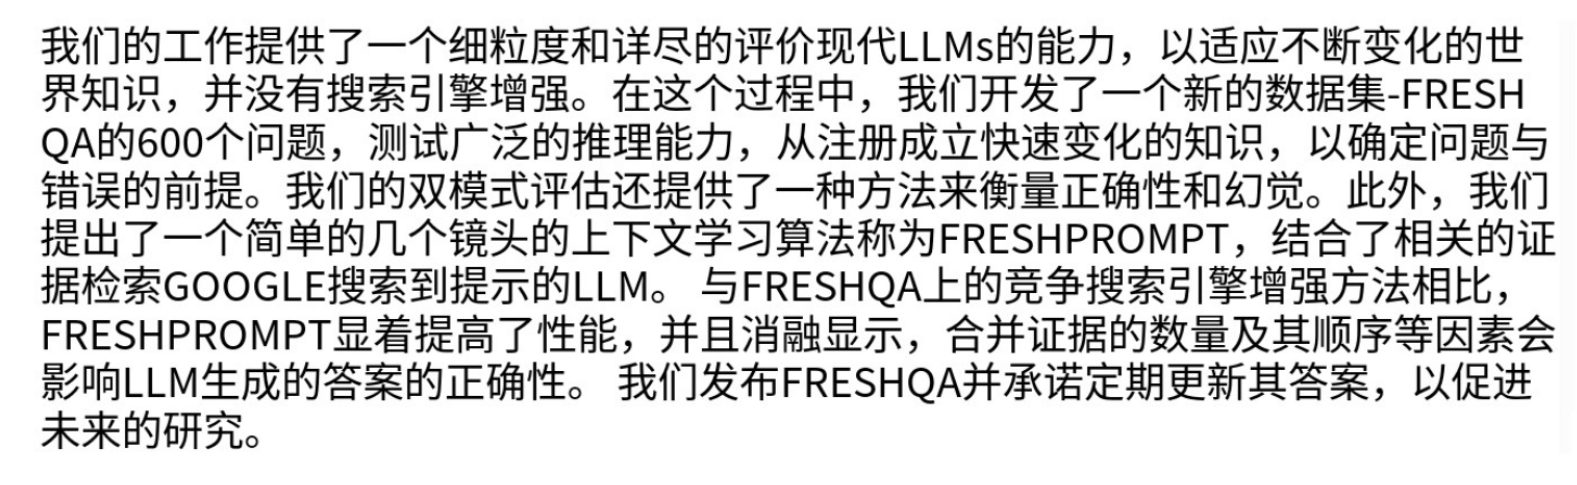 我们的工作提供了一个细粒度和详尽的评价现代LLMs的能力，以适应不断变化的世
界知识，并没有搜索引擎增强。在这个过程中，我们开发了一个新的数据集-FRESH
QA的600个问题，测试广泛的推理能力，从注册成立快速变化的知识，以确定问题与
错误的前提。我们的双模式评估还提供了一种方法来衡量正确性和幻觉。此外，我们
提出了一个简单的几个镜头的上下文学习算法称为FRESHPROMPT，结合了相关的证
据检索GOOGLE搜索到提示的LLM。 与FRESHQA上的竞争搜索引擎增强方法相比，
FRESHPROMPT显着提高了性能，并且消融显示，合并证据的数量及其顺序等因素会
影响LLM生成的答案的正确性。 我们发布FRESHQA并承诺定期更新其答案，以促进
未来的研究。